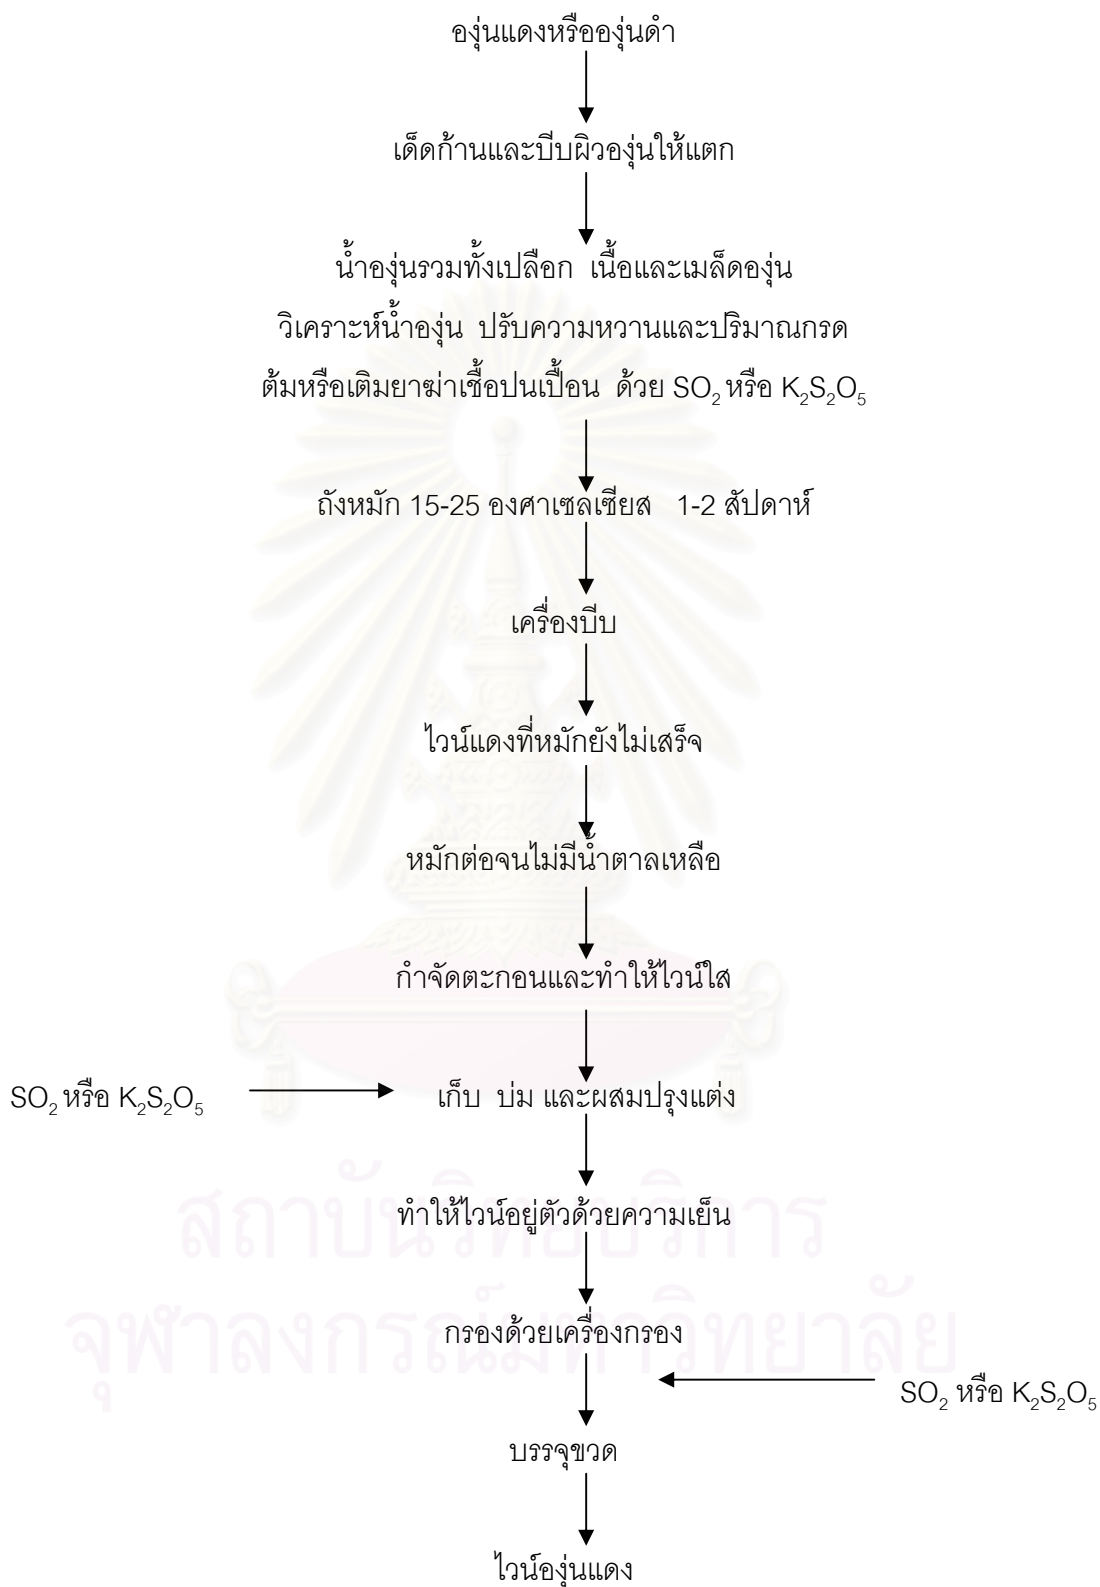 องุ่นแดงหรือองุ่นดำ
เด็ดก้านและบีบผิวองุ่นให้แตก
น้ำองุ่นรวมทั้งเปลือก เนื้อและเมล็ดองุ่น
วิเคราะห์น้ำองุ่น ปรับความหวานและปริมาณกรด
ต้มหรือเติมยาฆ่าเชื้อปนเปื้อน ด้วย SO₂ หรือ K₂S₂O₅
ถังหมัก 15-25 องศาเซลเซียส 1-2 สัปดาห์
เครื่องบีบ
ไวน์แดงที่หมักยังไม่เสร็จ
หมักต่อจนไม่มีน้ำตาลเหลือ
กำจัดตะกอนและทำให้ไวน์ใส
SO₂ หรือ K₂S₂O₅
เก็บ บ่ม และผสมปรุงแต่ง
ทำให้ไวน์อยู่ตัวด้วยความเย็น
สถาบันวิทยบริการ
กรองด้วยเครื่องกรอง
จุฬาลงกรณ์มหาวิทยาลัย
SO₂ หรือ K₂S₂O₅
บรรจุขวด
ไวน์องุ่นแดง